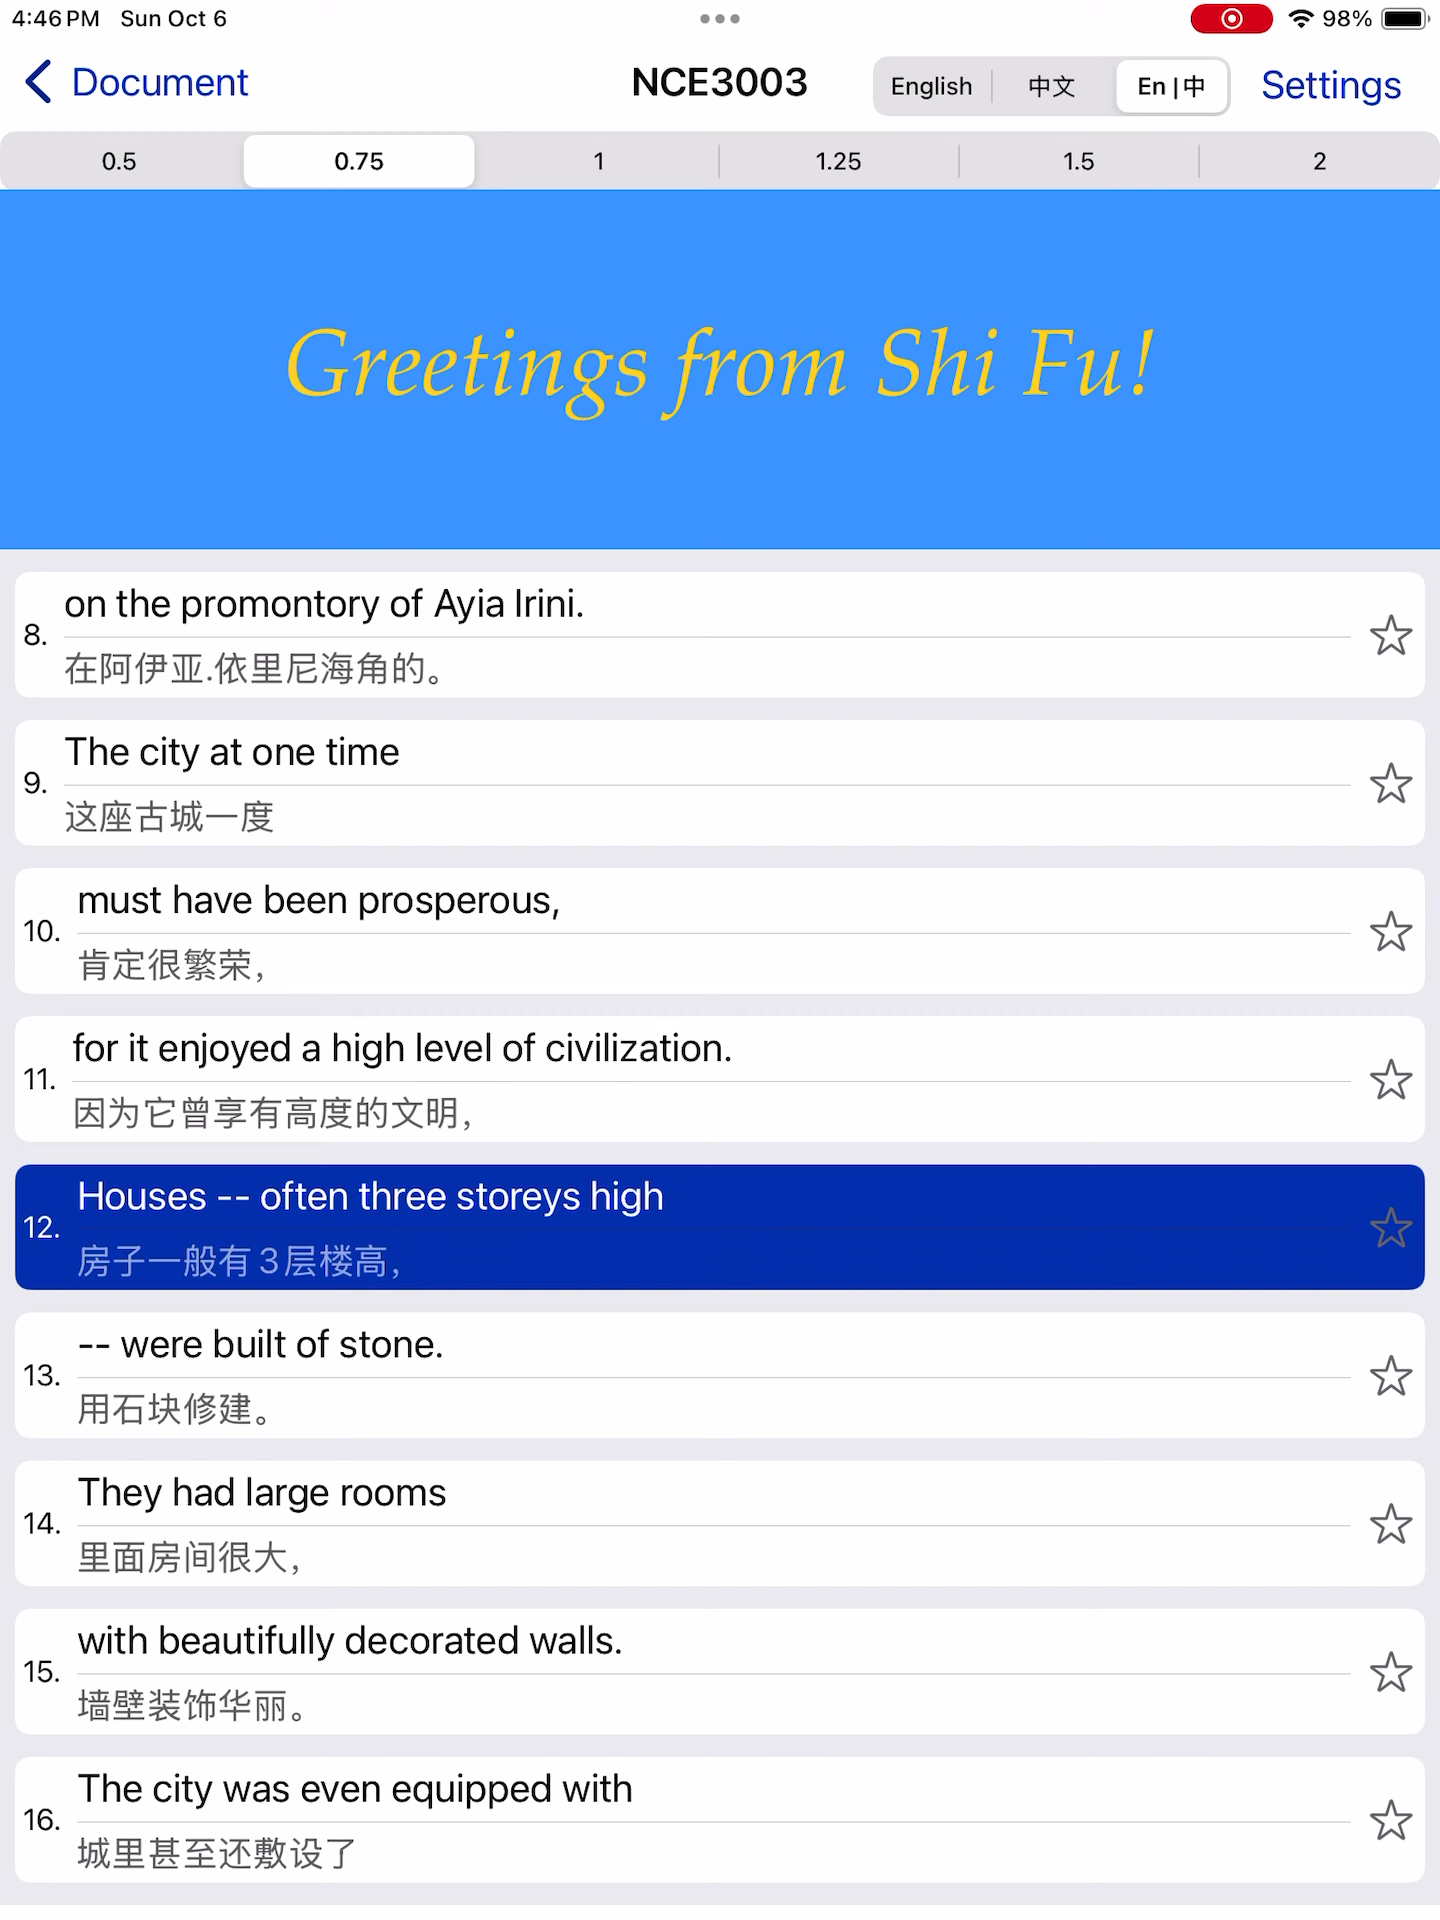 4:46 PM Sun Oct 6 98%
Document NCE3003 English 中文 En | 中 Settings
0.5 0.75 1 1.25 1.5 2
Greetings from Shi Fu!
8. on the promontory of Ayia Irini.
在阿伊亚.依里尼海角的。
9. The city at one time
这座古城一度
10. must have been prosperous,
肯定很繁荣，
11. for it enjoyed a high level of civilization.
因为它曾享有高度的文明，
12. Houses -- often three storeys high
房子一般有3层楼高，
13. -- were built of stone.
用石块修建。
14. They had large rooms
里面房间很大，
15. with beautifully decorated walls.
墙壁装饰华丽。
16. The city was even equipped with
城里甚至还敷设了